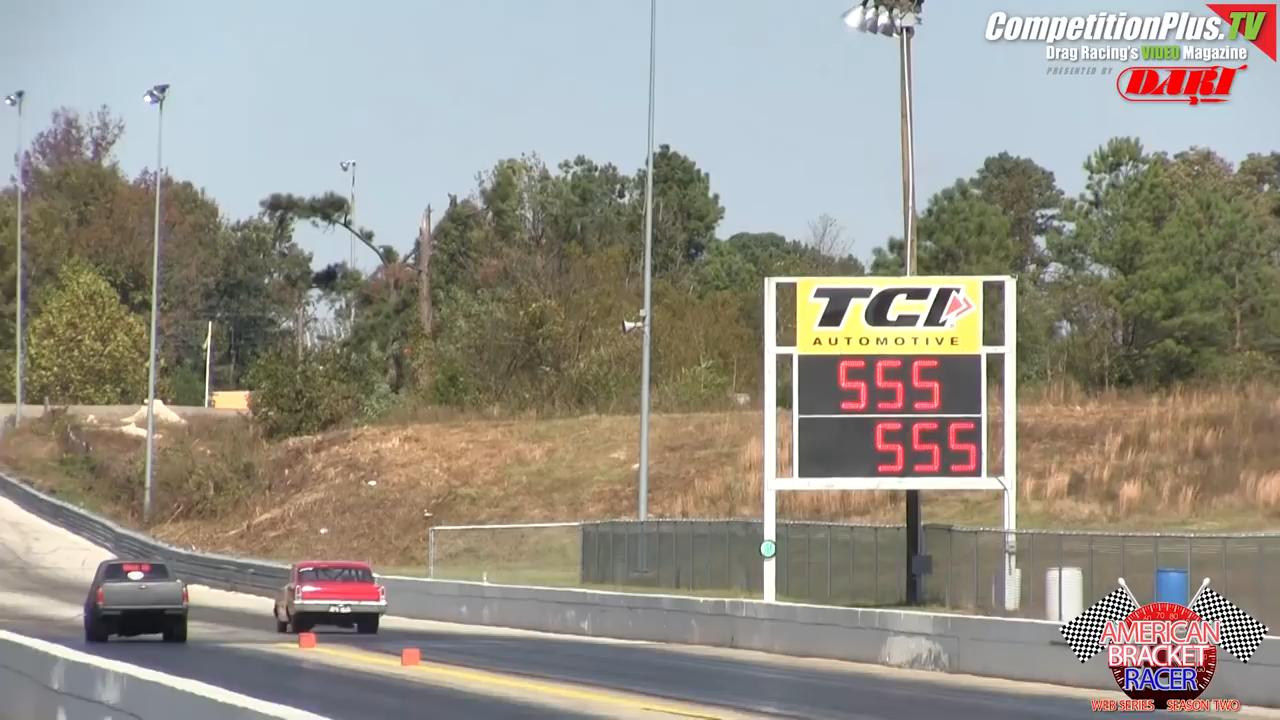 CompetitionPlus.TV
Drag Racing's VIDEO Magazine
PRESENTED BY DART
TCI
AUTOMOTIVE
555
555
AMERICAN
BRACKET
RACER
WEB SERIES SEASON TWO